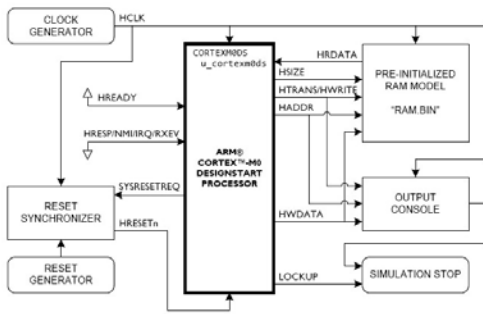 CLOCK
GENERATOR
HCLK
CORTEXM0DS
u_cortexm0ds
HRDATA
HSIZE
HTRANS/HWRITE
HADDR
PRE-INITIALIZED
RAM MODEL
"RAM.BIN"
HREADY
HRESP/NMI/IRQ/RXEV
ARM®
CORTEX™-M0
DESIGNSTART
PROCESSOR
SYSRESETREQ
RESET
SYNCHRONIZER
HRESETn
HWDATA
OUTPUT
CONSOLE
RESET
GENERATOR
LOCKUP
SIMULATION STOP